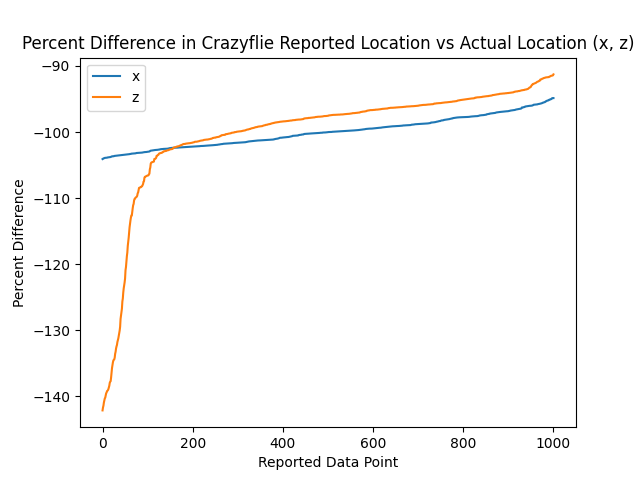 Percent Difference in Crazyflie Reported Location vs Actual Location (x, z)
x
z
−90
−100
−110
−120
−130
−140
Percent Difference
0 200 400 600 800 1000
Reported Data Point